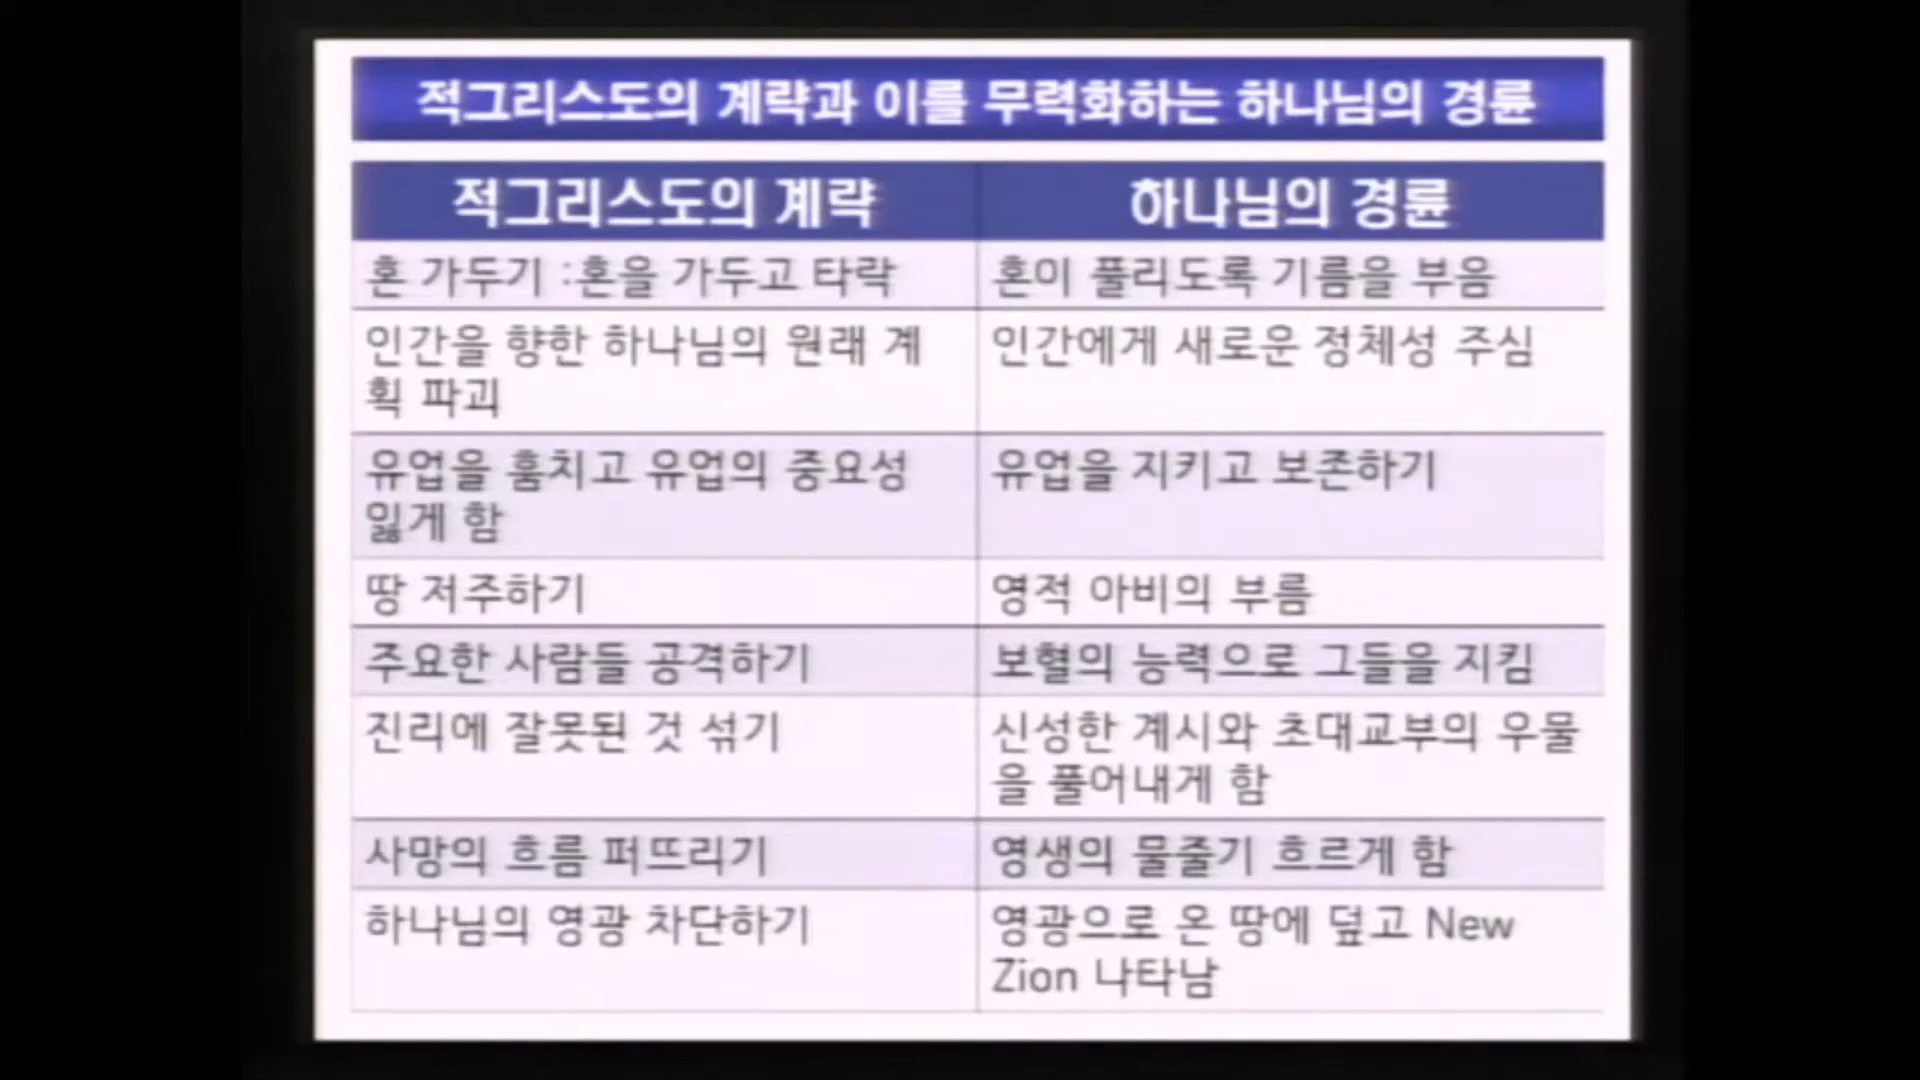 적그리스도의 계략과 이를 무력화하는 하나님의 경륜
적그리스도의 계략
하나님의 경륜
혼 가두기 :혼을 가두고 타락
혼이 풀리도록 기름을 부음
인간을 향한 하나님의 원래 계
획 파괴
인간에게 새로운 정체성 주심
유업을 훔치고 유업의 중요성
잃게 함
유업을 지키고 보존하기
땅 저주하기
영적 아비의 부름
주요한 사람들 공격하기
보혈의 능력으로 그들을 지킴
진리에 잘못된 것 섞기
신성한 계시와 초대교부의 우물
을 풀어내게 함
사망의 흐름 퍼뜨리기
영생의 물줄기 흐르게 함
하나님의 영광 차단하기
영광으로 온 땅에 덮고 New
Zion 나타남